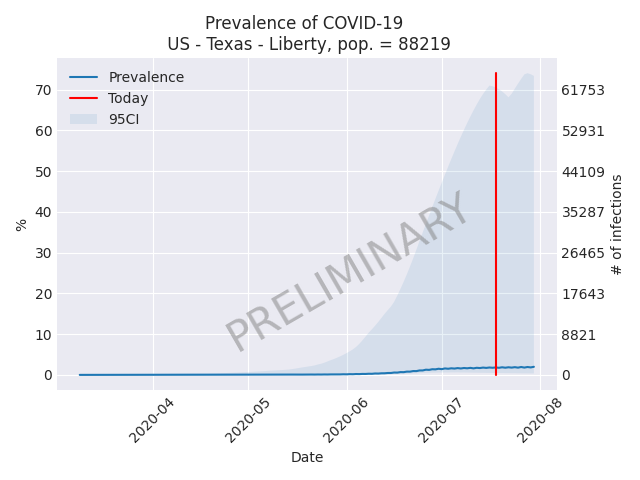 Prevalence of COVID-19
US - Texas - Liberty, pop. = 88219
Prevalence
Today
95CI
PRELIMINARY
%
70
60
50
40
30
20
10
0
61753
52931
44109
35287
26465
17643
8821
0
# of infections
2020-04
2020-05
2020-06
2020-07
2020-08
Date